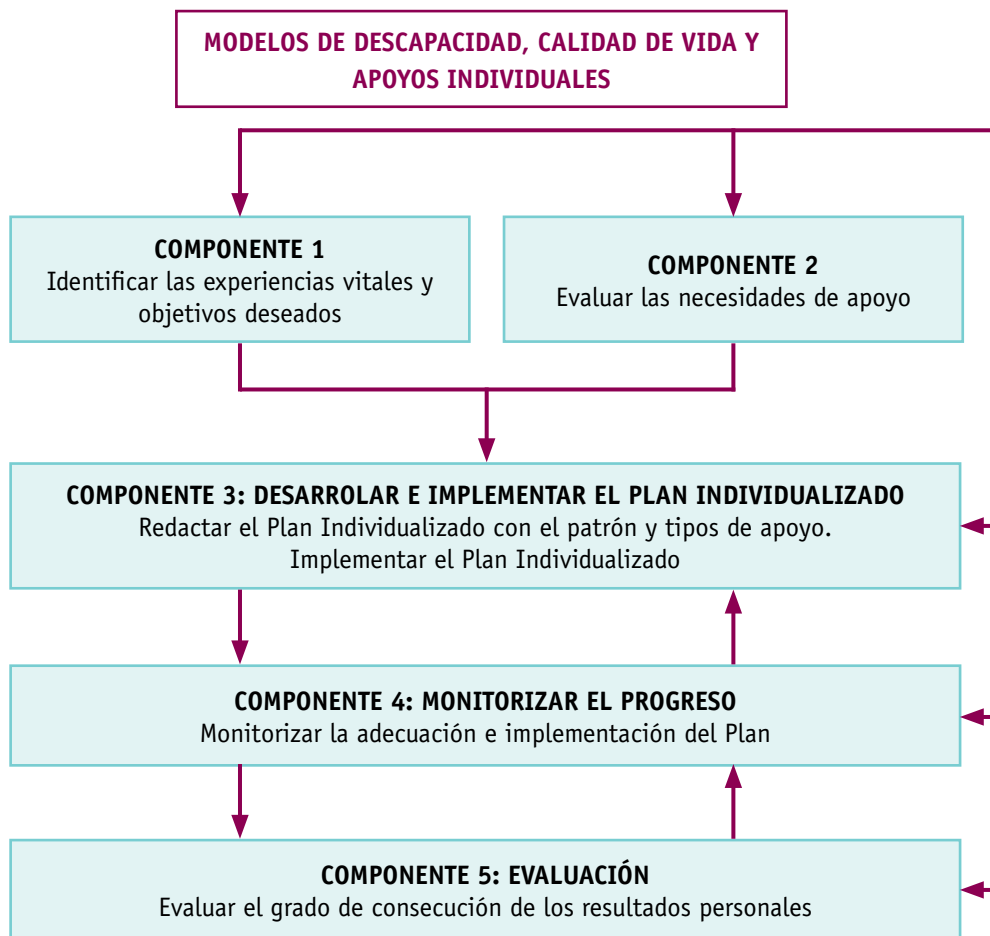 MODELOS DE DESCAPACIDAD, CALIDAD DE VIDA Y
APOYOS INDIVIDUALES
COMPONENTE 1
Identificar las experiencias vitales y
objetivos deseados
COMPONENTE 2
Evaluar las necesidades de apoyo
COMPONENTE 3: DESARROLAR E IMPLEMENTAR EL PLAN INDIVIDUALIZADO
Redactar el Plan Individualizado con el patrón y tipos de apoyo.
Implementar el Plan Individualizado
COMPONENTE 4: MONITORIZAR EL PROGRESO
Monitorizar la adecuación e implementación del Plan
COMPONENTE 5: EVALUACIÓN
Evaluar el grado de consecución de los resultados personales